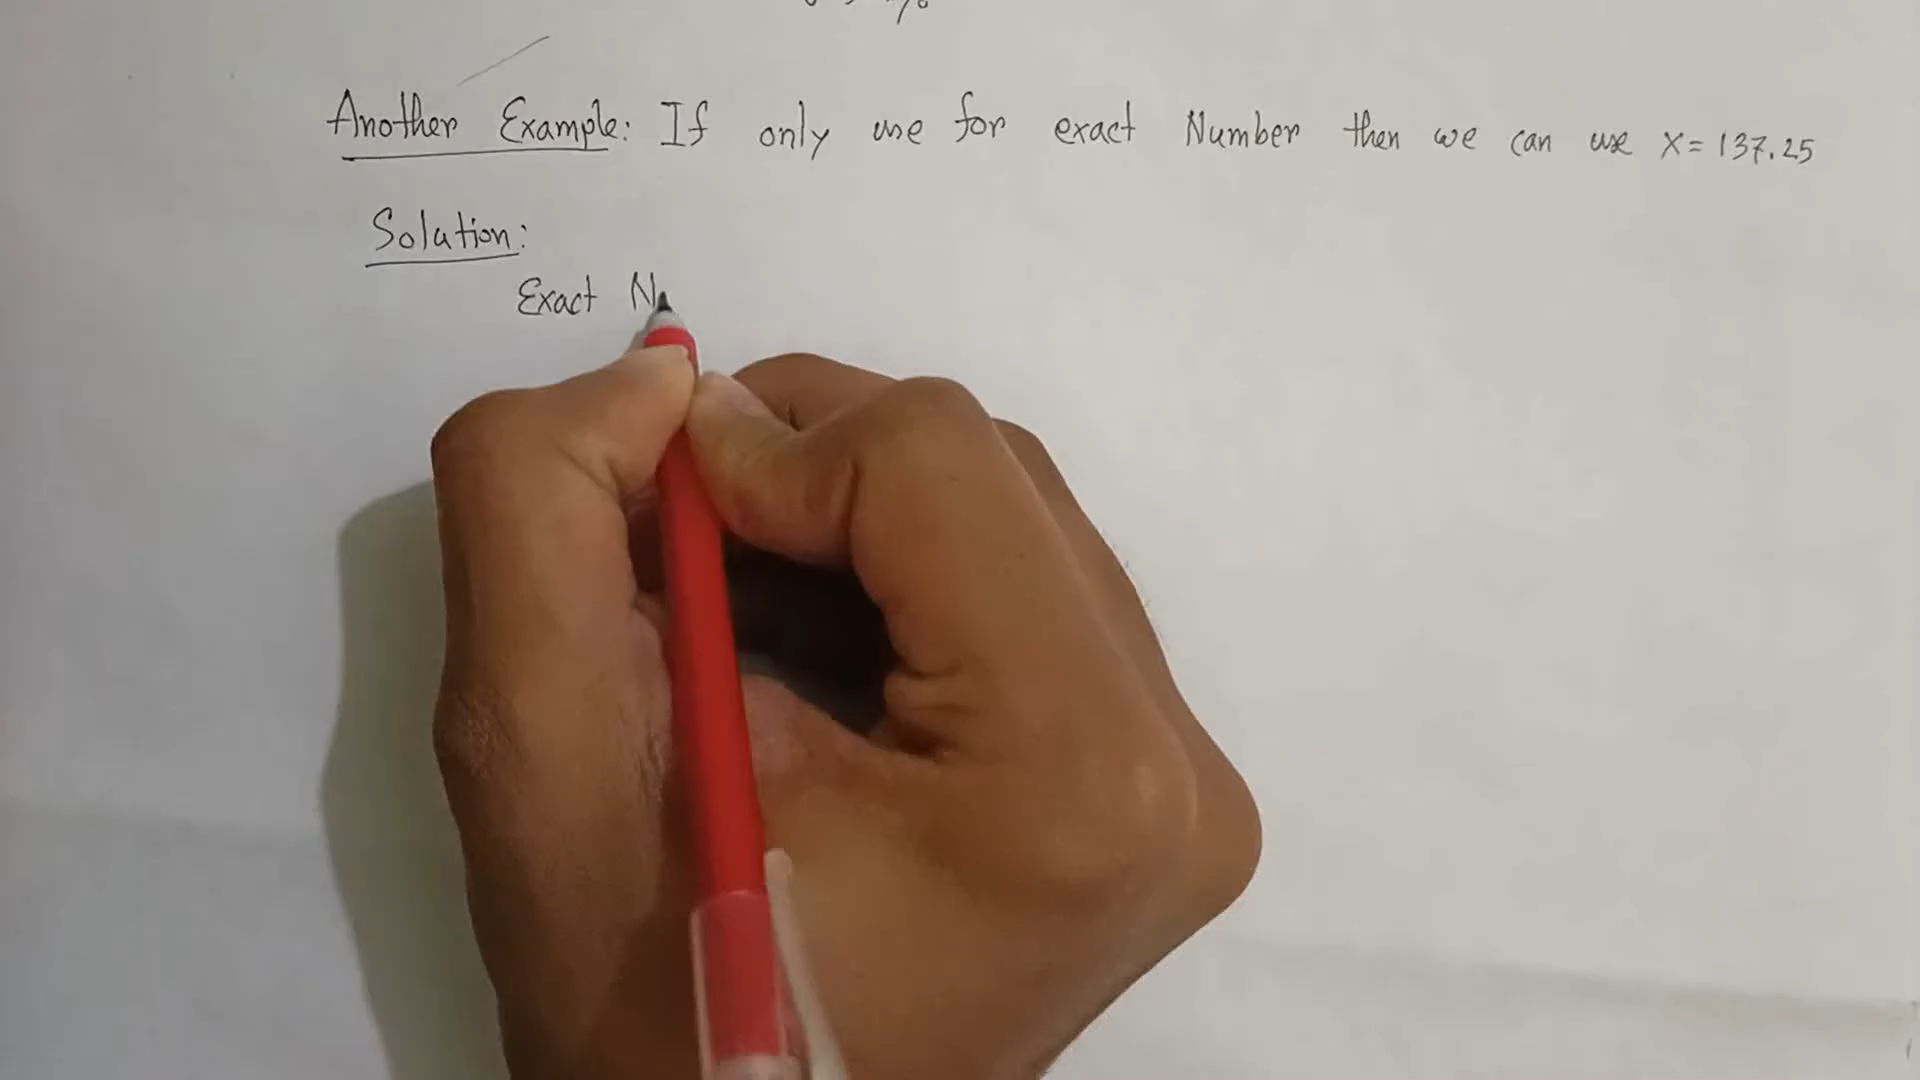 Another Example: If only use for exact Number then we can use x = 137.25
Solution:
Exact N